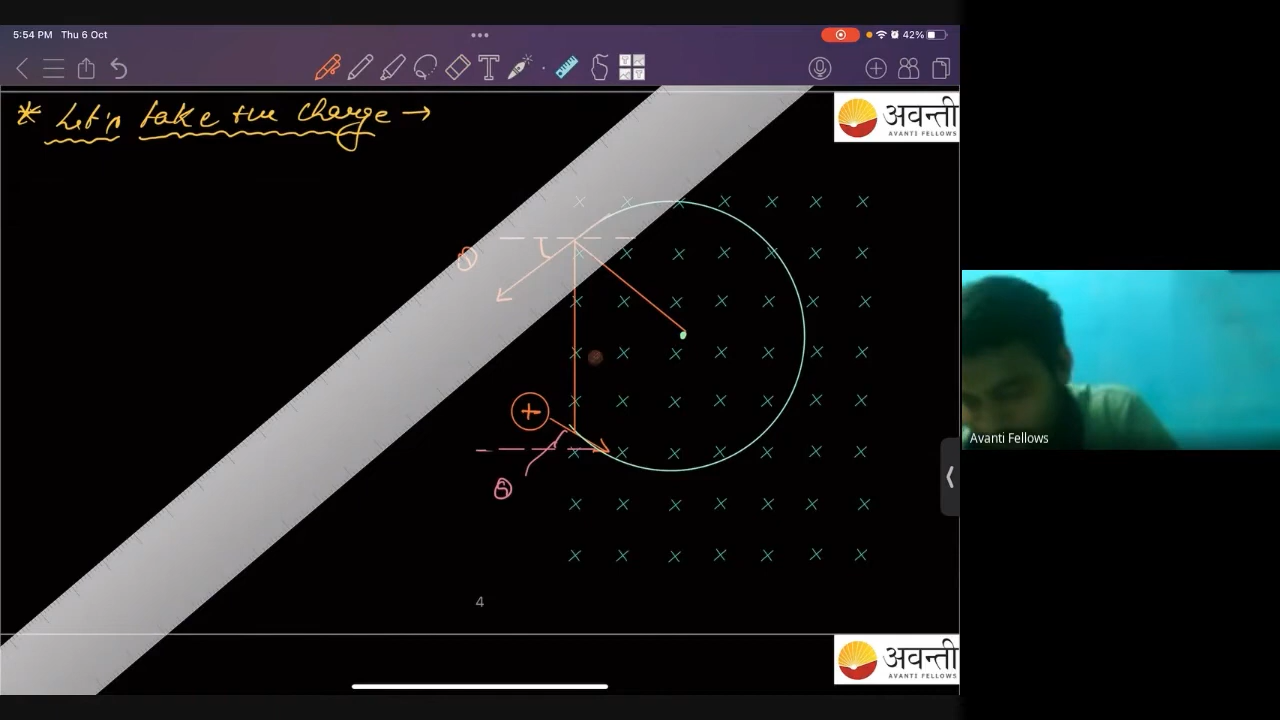 5:54 PM Thu 6 Oct
42%
* Let's take the charge →
अवन्ती
AVANTI FELLOWS
+
Avanti Fellows
4
अवन्ती
AVANTI FELLOWS